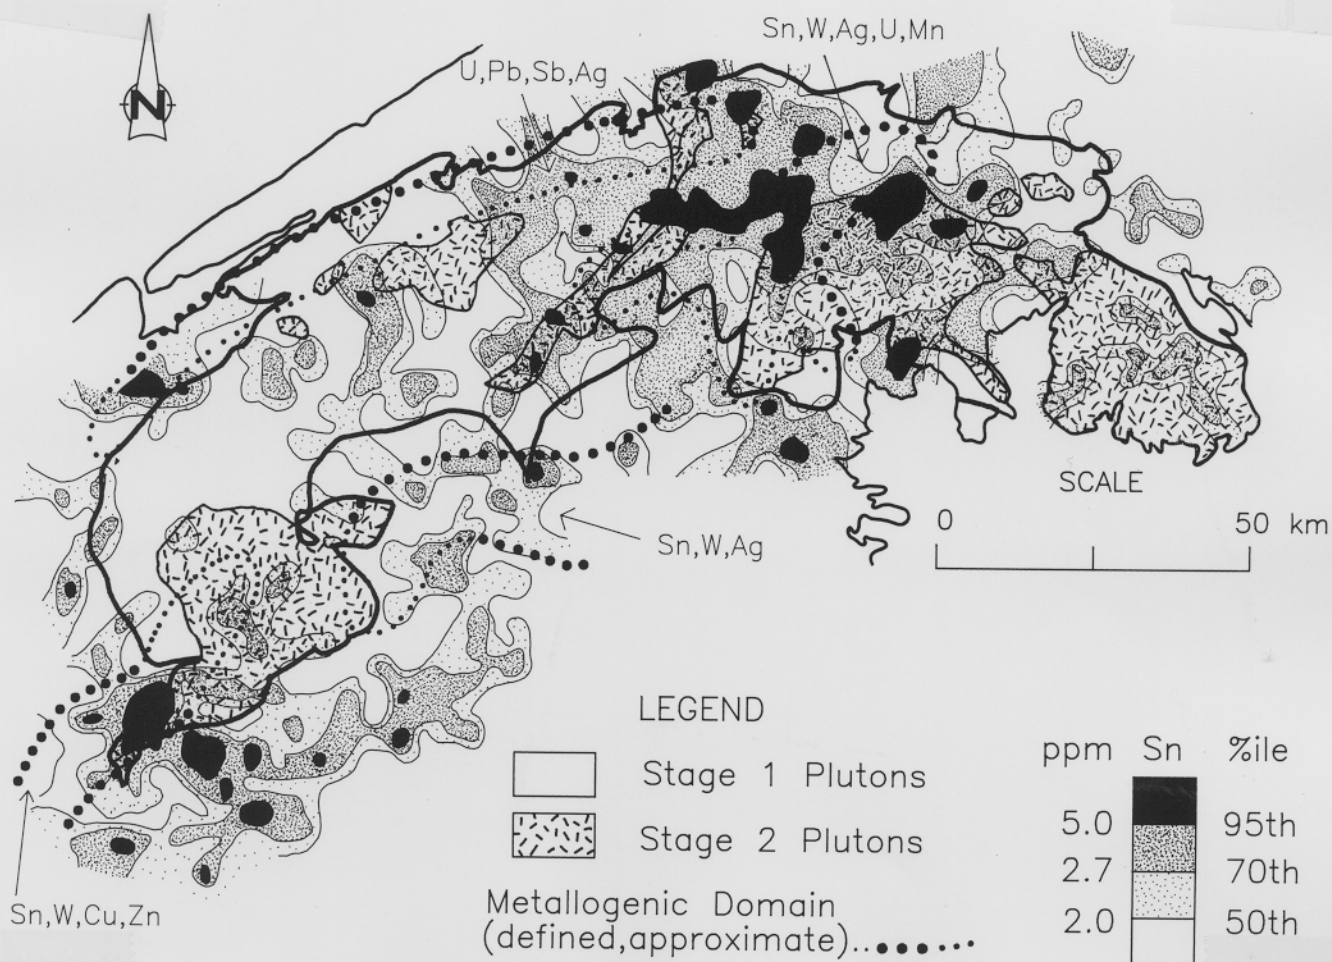 Sn,W,Ag,U,Mn
U,Pb,Sb,Ag
N
SCALE
0 50 km
Sn,W,Ag
LEGEND
Stage 1 Plutons
Stage 2 Plutons
Metallogenic Domain
(defined,approximate)..
ppm Sn %ile
5.0 95th
2.7 70th
2.0 50th
Sn,W,Cu,Zn